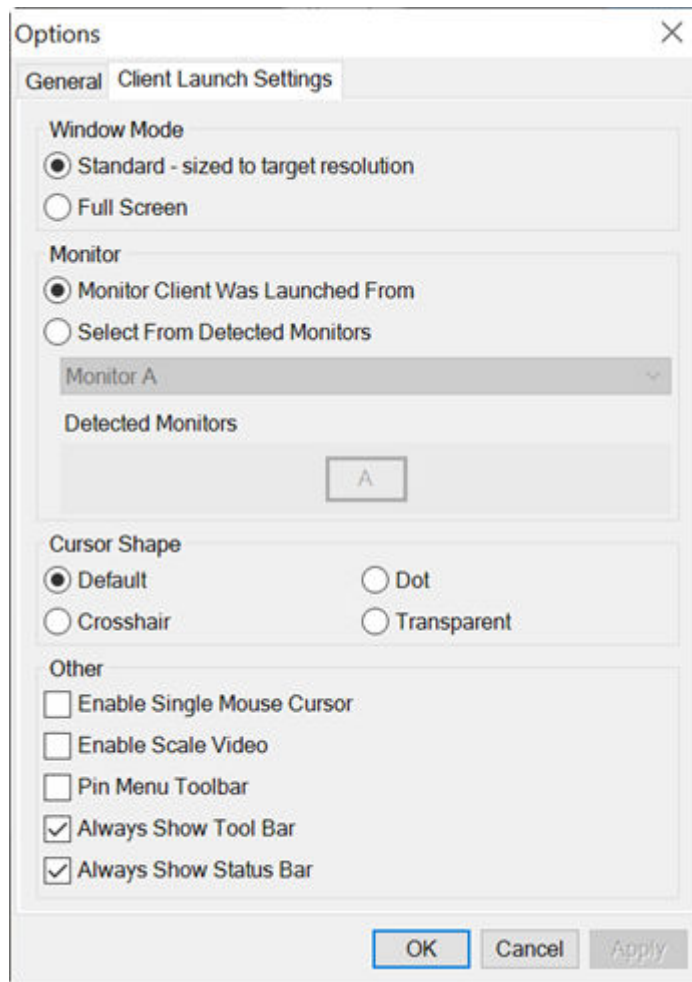 Options
General Client Launch Settings
Window Mode
Standard - sized to target resolution
Full Screen
Monitor
Monitor Client Was Launched From
Select From Detected Monitors
Monitor A
Detected Monitors
A
Cursor Shape
Default Dot
Crosshair Transparent
Other
Enable Single Mouse Cursor
Enable Scale Video
Pin Menu Toolbar
Always Show Tool Bar
Always Show Status Bar
OK Cancel Apply